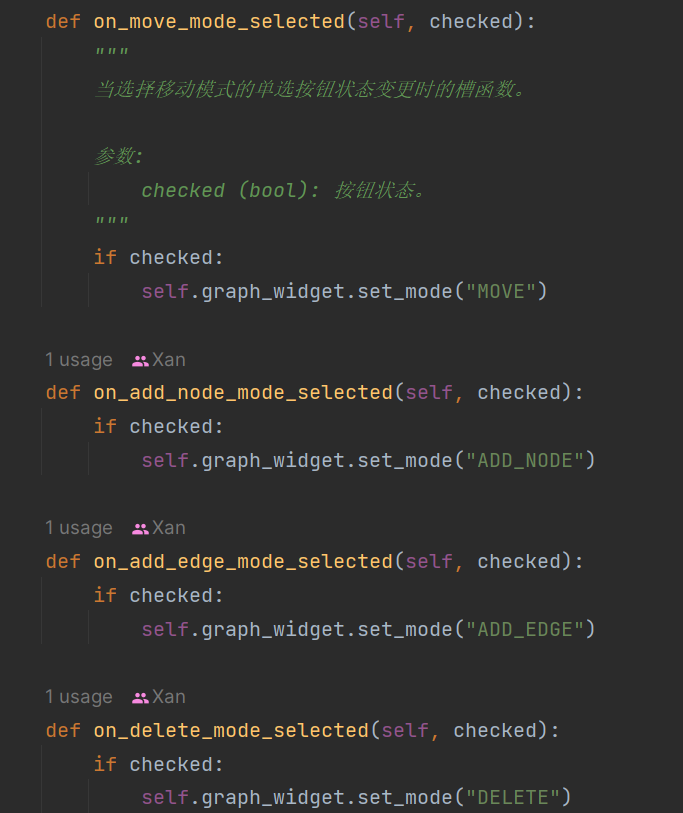 def on_move_mode_selected(self, checked):
"""
当选择移动模式的单选按钮状态变更时的槽函数。
参数:
checked (bool): 按钮状态。
"""
if checked:
self.graph_widget.set_mode("MOVE")
1 usage Xan
def on_add_node_mode_selected(self, checked):
if checked:
self.graph_widget.set_mode("ADD_NODE")
1 usage Xan
def on_add_edge_mode_selected(self, checked):
if checked:
self.graph_widget.set_mode("ADD_EDGE")
1 usage Xan
def on_delete_mode_selected(self, checked):
if checked:
self.graph_widget.set_mode("DELETE")